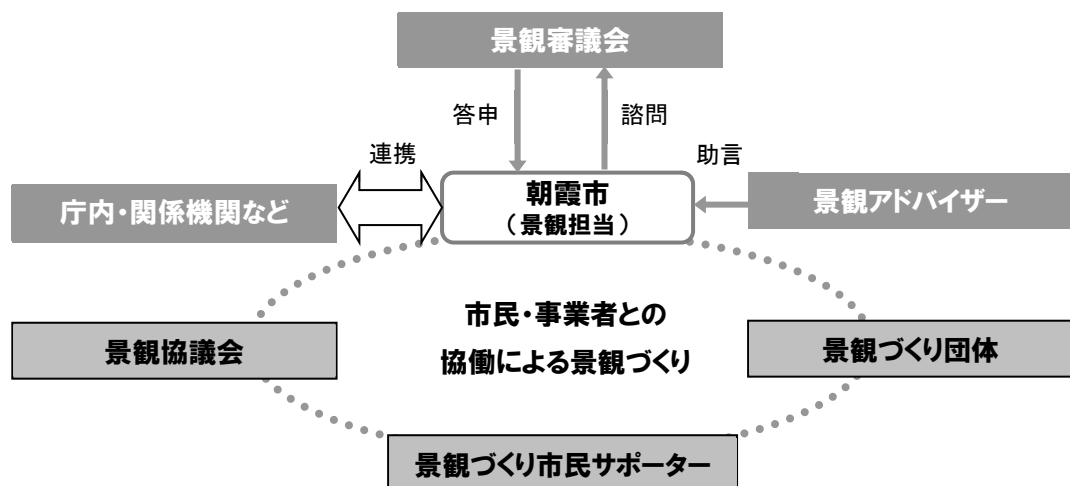 景観審議会
答申
諮問
連携
助言
朝霞市
（景観担当）
庁内・関係機関など
景観アドバイザー
市民・事業者との
協働による景観づくり
景観協議会
景観づくり団体
景観づくり市民サポーター